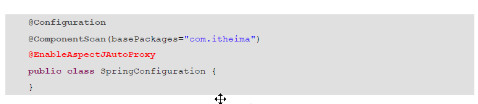 @Configuration
@ComponentScan(basePackages="com.itheima")
@EnableAspectJAutoProxy
public class SpringConfiguration {
}